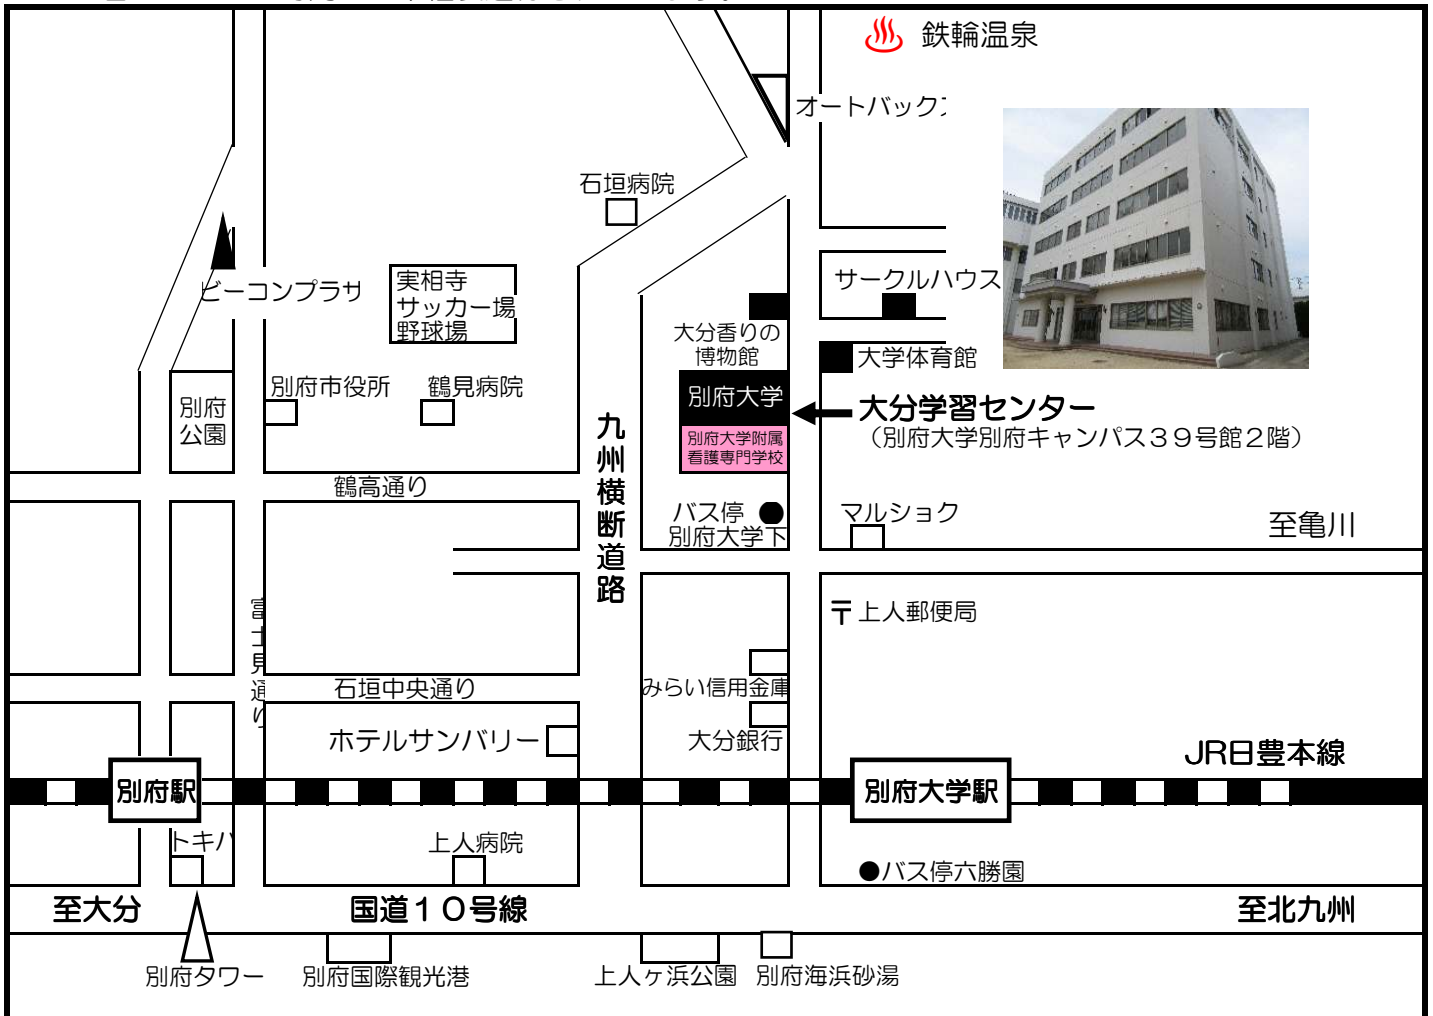 鉄輪温泉
オートバックス
石垣病院
ビーコンプラザ
実相寺
サッカー場
野球場
サークルハウス
大分香りの
博物館
大学体育館
別府
公園
別府市役所
鶴見病院
別府大学
大分学習センター
（別府大学別府キャンパス３９号館２階）
別府大学附属
看護専門学校
九州横断道路
鶴高通り
バス停
別府大学下
マルショク
至亀川
富士見通り
〒上人郵便局
石垣中央通り
みらい信用金庫
ホテルサンバリー
大分銀行
JR日豊本線
別府駅
別府大学駅
トキハ
上人病院
●バス停六勝園
至大分
国道１０号線
至北九州
別府タワー
別府国際観光港
上人ヶ浜公園
別府海浜砂湯